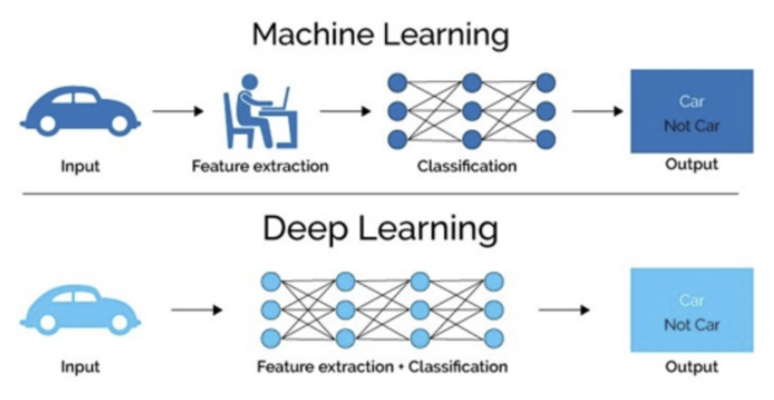 Machine Learning
Car
Not Car
Input
Feature extraction
Classification
Output
Deep Learning
Car
Not Car
Input
Feature extraction + Classification
Output